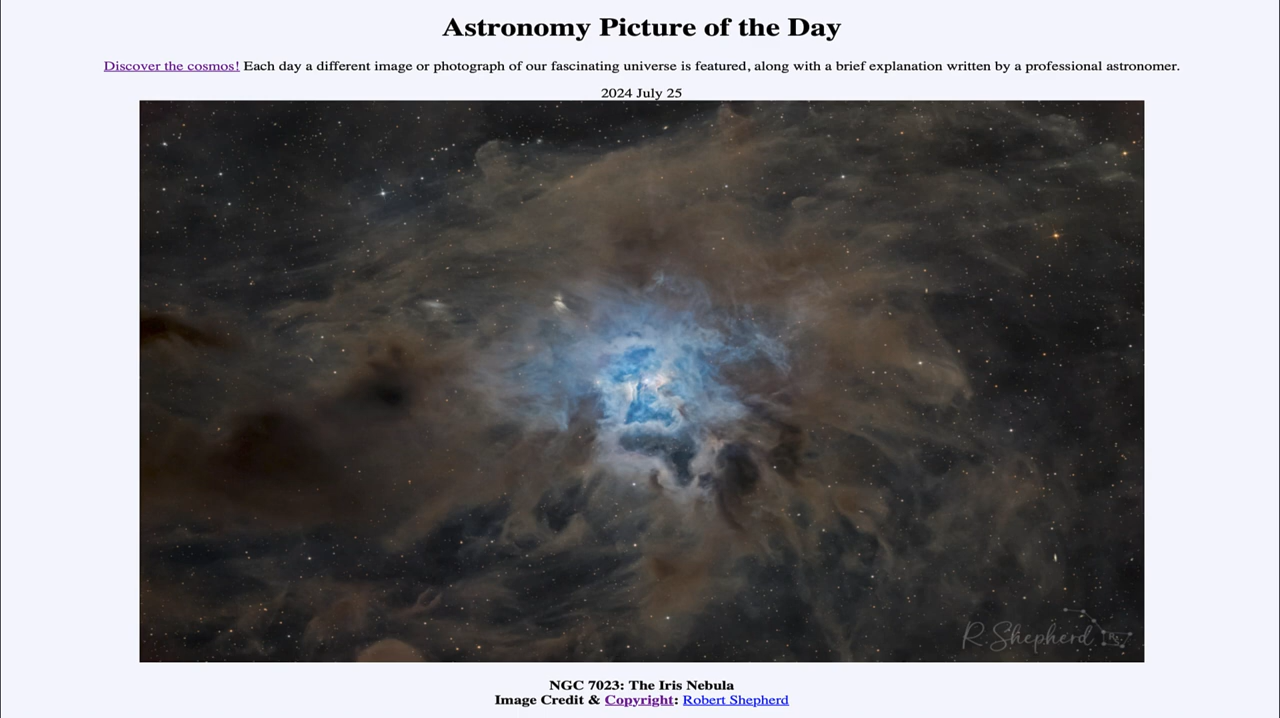 Astronomy Picture of the Day
Discover the cosmos! Each day a different image or photograph of our fascinating universe is featured, along with a brief explanation written by a professional astronomer.
2024 July 25
R Shepherd
NGC 7023: The Iris Nebula
Image Credit & Copyright: Robert Shepherd